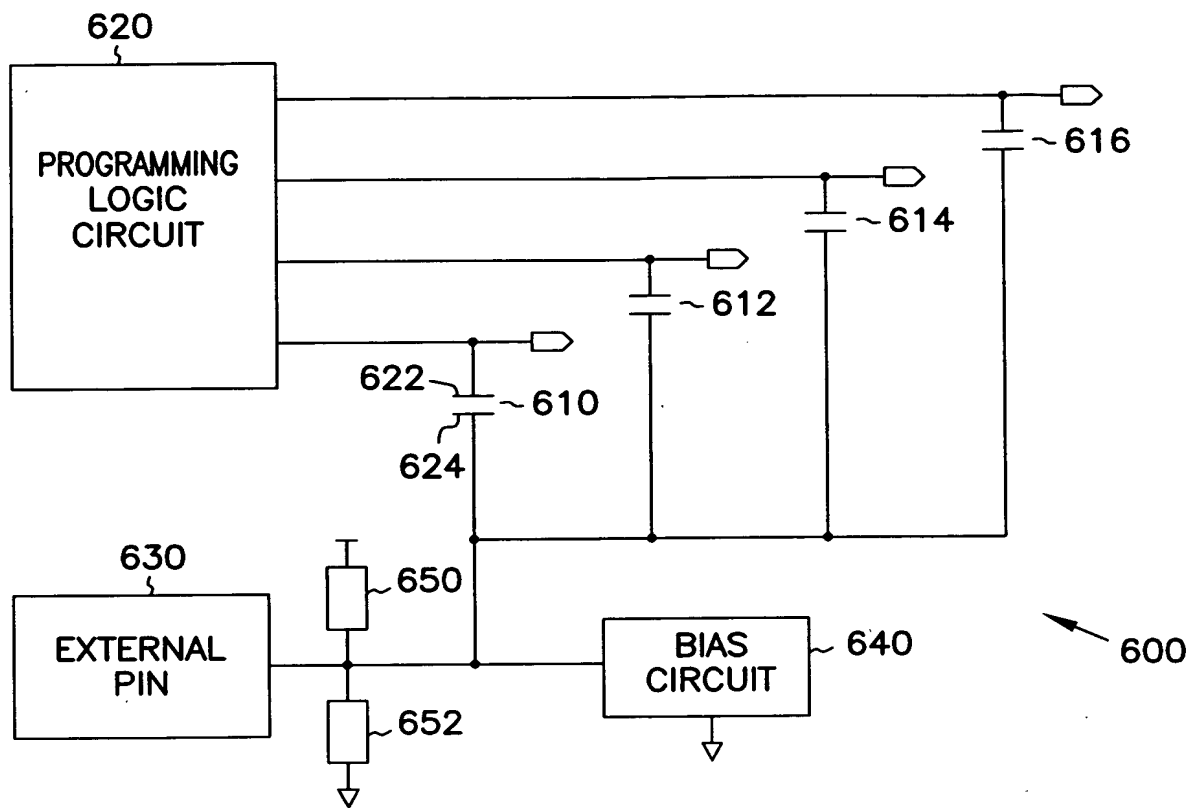 620
PROGRAMMING
LOGIC
CIRCUIT
616
614
612
622
610
624
630
EXTERNAL
PIN
650
652
BIAS
CIRCUIT
640
600